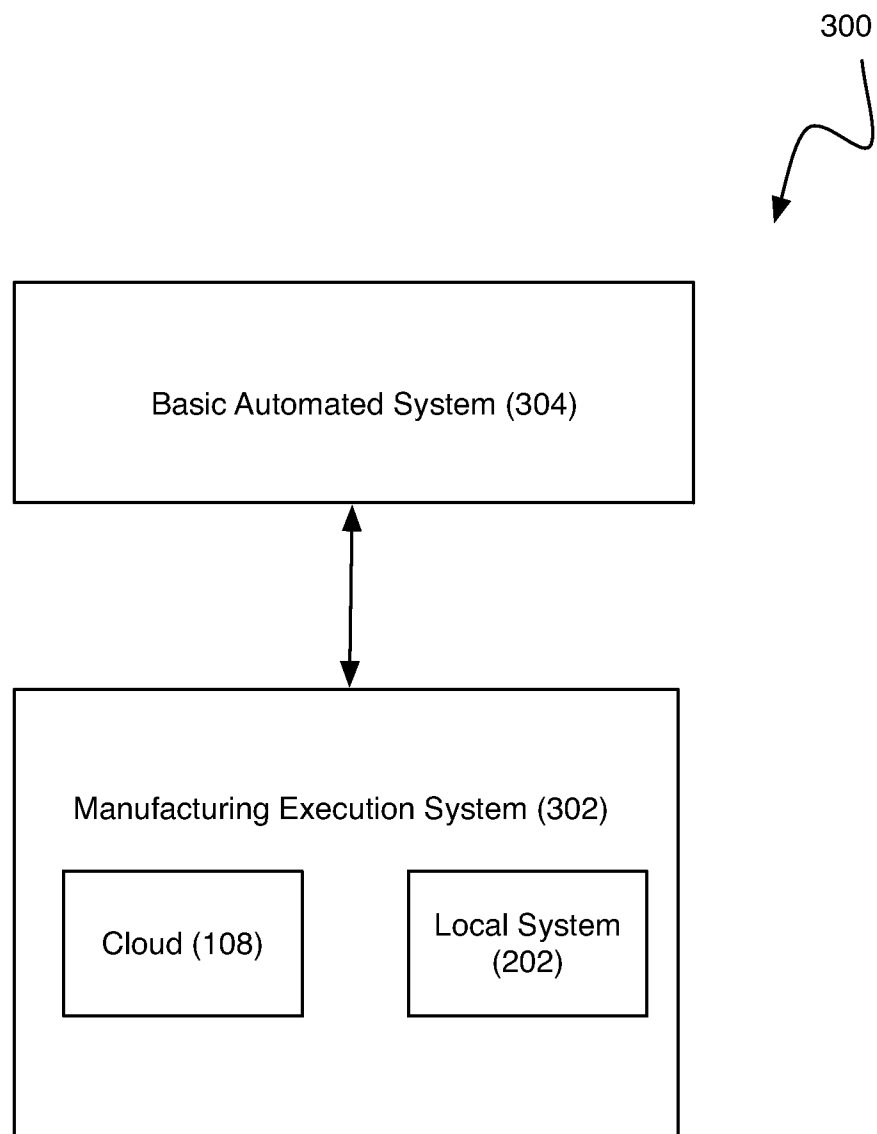 300
Basic Automated System (304)
Manufacturing Execution System (302)
Cloud (108)
Local System
(202)